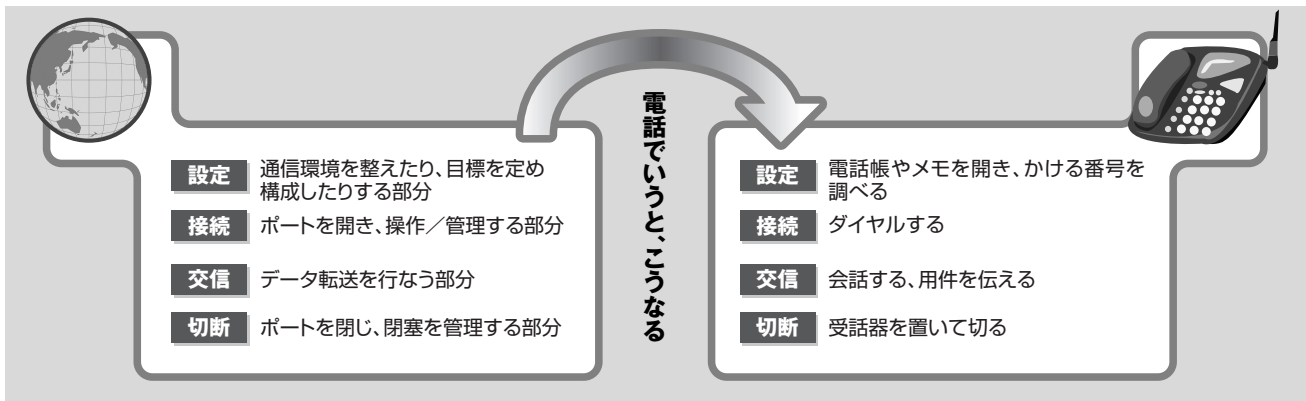 設定 通信環境を整えたり、目標を定め
構成したりする部分
接続 ポートを開き、操作／管理する部分
交信 データ転送を行なう部分
切断 ポートを閉じ、閉塞を管理する部分
電話でいうと、こうなる
設定 電話帳やメモを開き、かける番号を
調べる
接続 ダイヤルする
交信 会話する、用件を伝える
切断 受話器を置いて切る